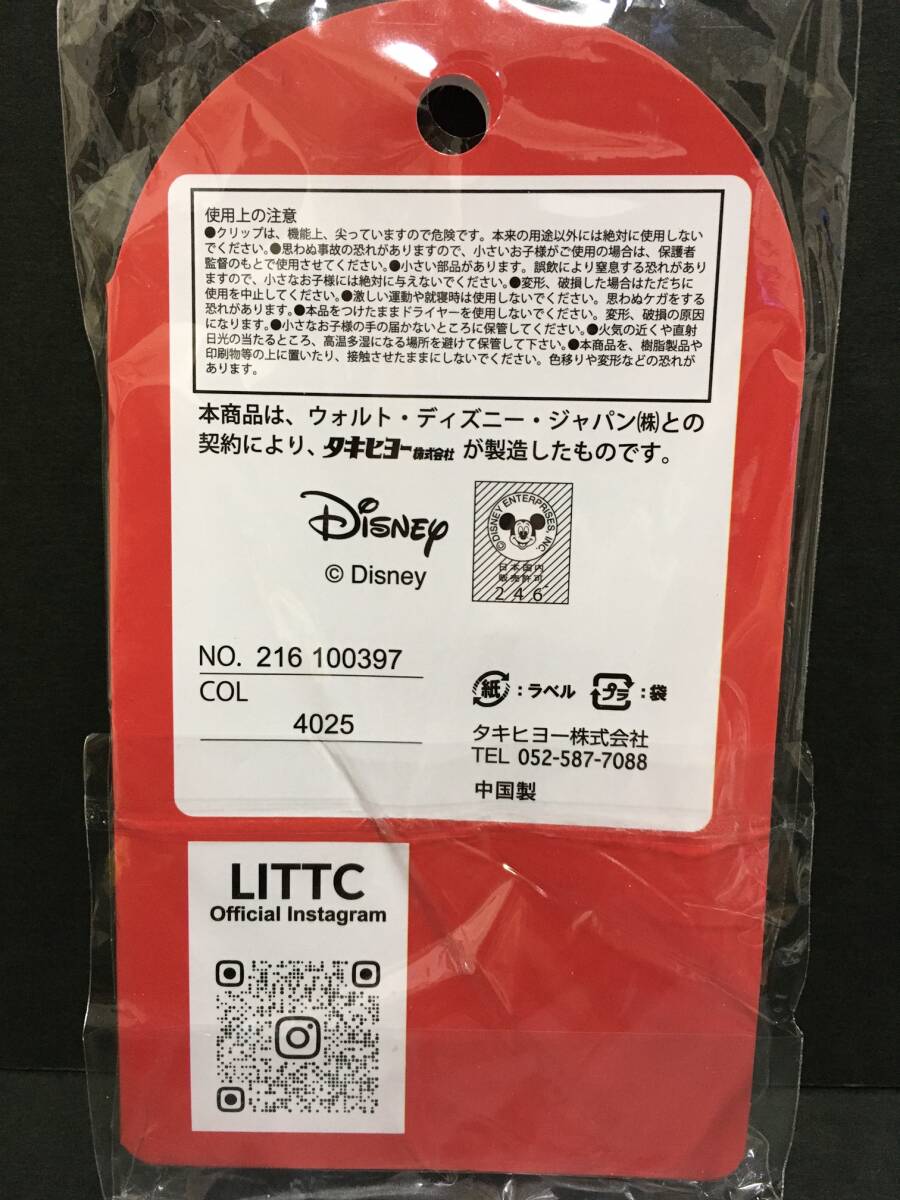 使用上の注意
●クリップは、機能上、尖っていますので危険です。本来の用途以外には絶対に使用しない
でください。●思わぬ事故の恐れがありますので、小さいお子様がご使用の場合は、保護者
監督のもとで使用させてください。●小さい部品があります。誤飲により窒息する恐れがあり
ますので、小さなお子様には絶対に与えないでください。●変形、破損した場合はただちに
使用を中止してください。●激しい運動や就寝時は使用しないでください。思わぬケガをする
恐れがあります。●本品をつけたままドライヤーを使用しないでください。変形、破損の原因
になります。●小さなお子様の手の届かないところに保管してください。●火気の近くや直射
日光の当たるところ、高温多湿になる場所を避けて保管して下さい。●本商品を、樹脂製品や
印刷物等の上に置いたり、接触させたままにしないでください。色移りや変形などの恐れが
あります。
本商品は、ウォルト・ディズニー・ジャパン㈱との
契約により、タキヒヨー株式会社 が製造したものです。
Disney
© Disney
©DISNEY ENTERPRISES, INC.
日本国内
販売許可
246
NO. 216 100397
COL
4025
紙:ラベル プラ:袋
タキヒヨー株式会社
TEL 052-587-7088
中国製
LITTC
Official Instagram